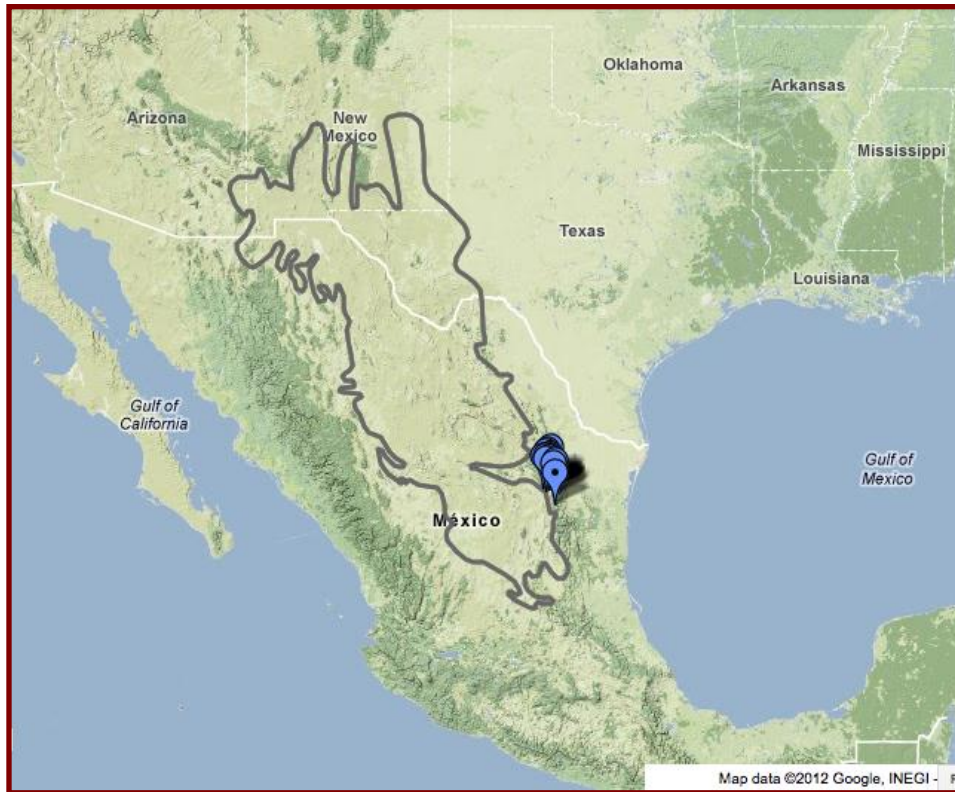 Oklahoma
Arkansas
Arizona
New
Mexico
Mississippi
Texas
Louisiana
Gulf of
California
Gulf of
Mexico
México
Map data ©2012 Google, INEGI -